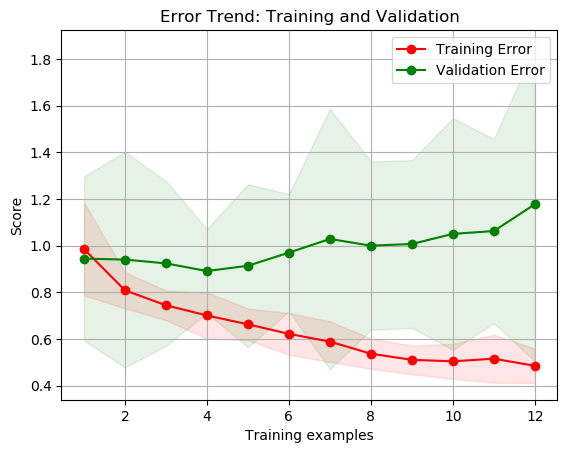 Error Trend: Training and Validation
Training Error
Validation Error
1.8
1.6
1.4
1.2
1.0
0.8
0.6
0.4
Score
2
4
6
8
10
12
Training examples